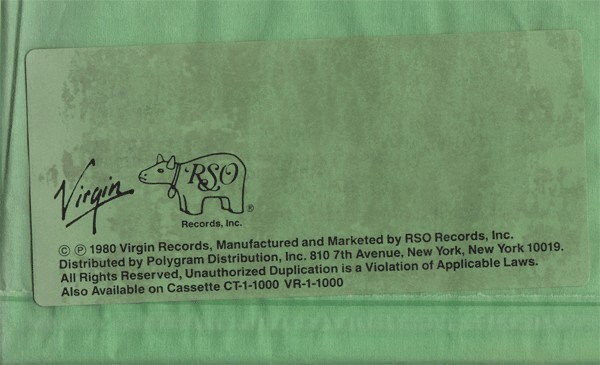 Virgin
RSO
®
Records, Inc.
© ℗ 1980 Virgin Records, Manufactured and Marketed by RSO Records, Inc.
Distributed by Polygram Distribution, Inc. 810 7th Avenue, New York, New York 10019.
All Rights Reserved, Unauthorized Duplication is a Violation of Applicable Laws.
Also Available on Cassette CT-1-1000 VR-1-1000